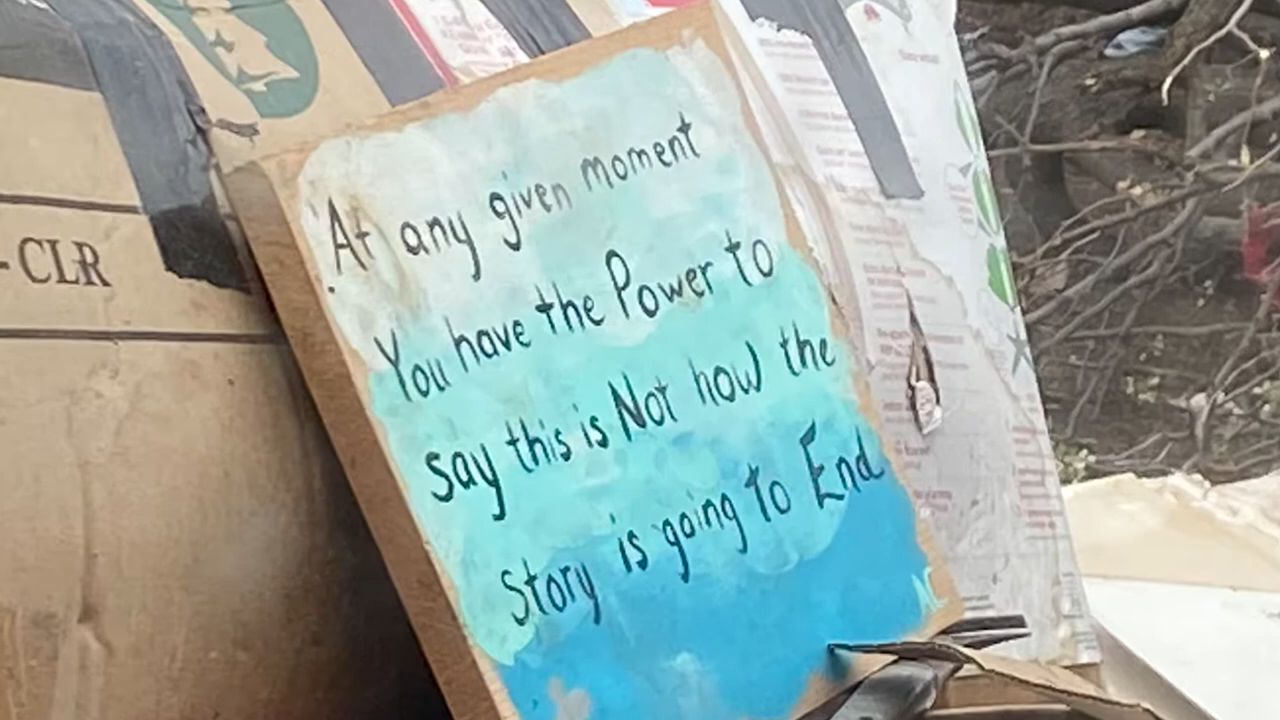 At any given moment
You have the Power to
say this is Not how the
story is going to End
-CLR